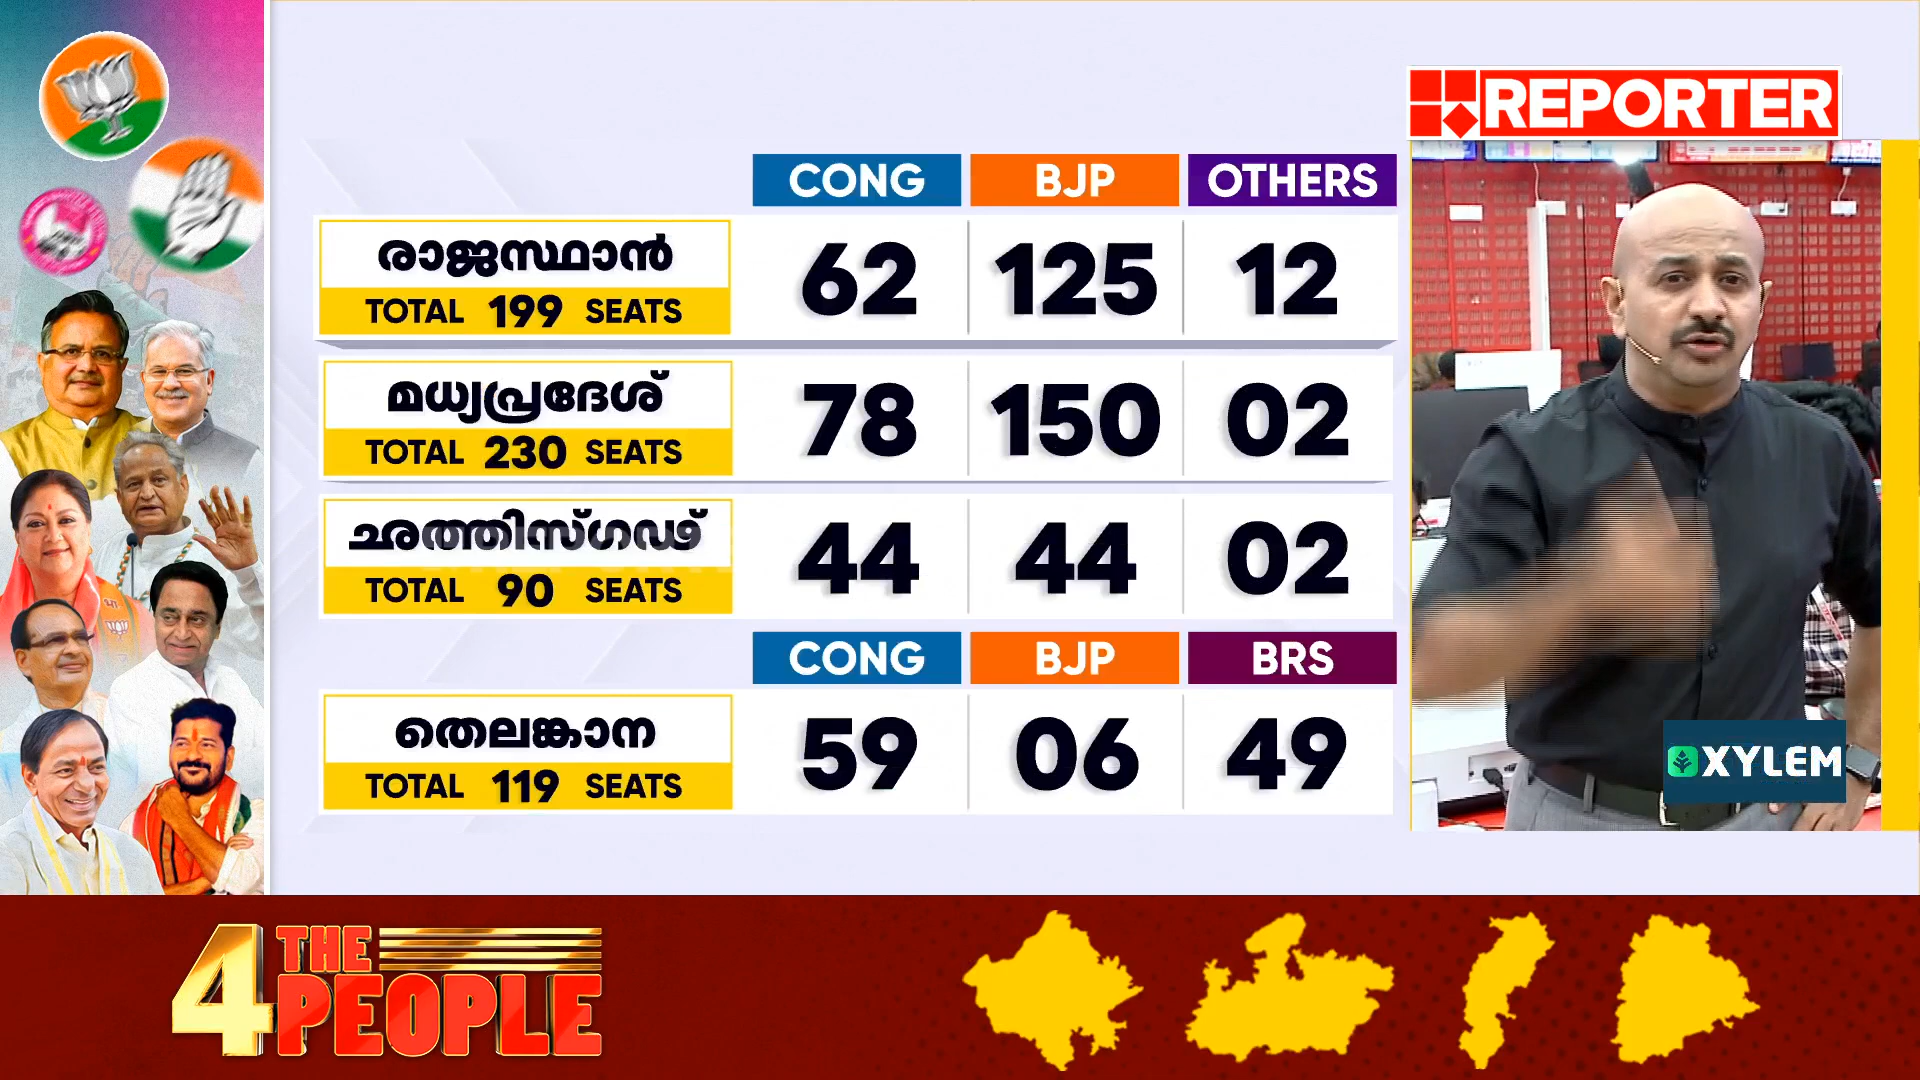 REPORTER
CONG BJP OTHERS
രാജസ്ഥാൻ
TOTAL 199 SEATS
62 125 12
മധ്യപ്രദേശ്
TOTAL 230 SEATS
78 150 02
ഛത്തിസ്ഗഢ്
TOTAL 90 SEATS
44 44 02
CONG BJP BRS
തെലങ്കാന
TOTAL 119 SEATS
59 06 49
XYLEM
4 THE
PEOPLE